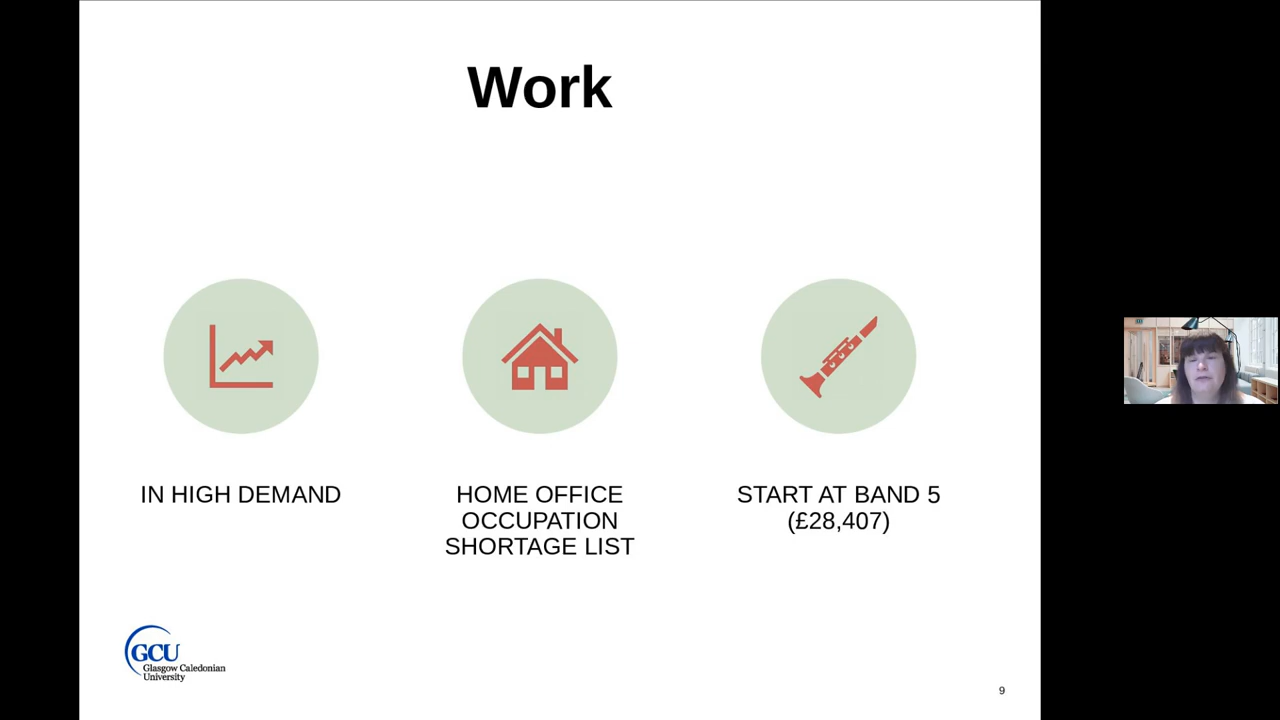 Work
IN HIGH DEMAND
HOME OFFICE
OCCUPATION
SHORTAGE LIST
START AT BAND 5
(£28,407)
GCU
Glasgow Caledonian
University
9